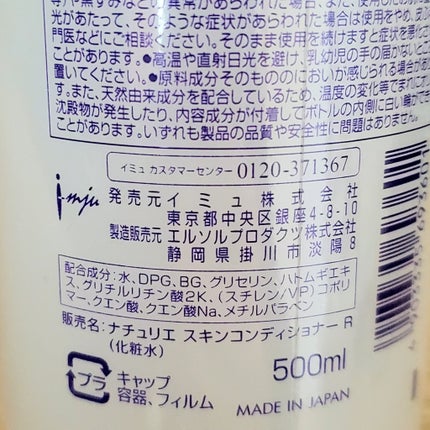 等)や黒ずみなどの異常があらわれた場合、また、使用したお肌に
光があたって、そのような症状があらわれた場合は使用をやめ、皮ふ
門医などにご相談ください。そのまま使用を続けますと症状を悪化
ことがあります。●高温や直射日光を避け、乳幼児の手の届かない
置いてください。●原料成分そのもののにおいが感じられる場合が
す。また、天然由来成分を配合しているため、温度の変化等でまれに
沈殿物が発生したり、内容成分が付着してボトルの内側に白い
ことがあります。いずれも製品の品質や安全性に問題はありません。
イミュ カスタマーセンター 0120-371367
i-mju
発売元 イミュ株式会社
東京都中央区銀座4-8-10
製造販売元 エルソルプロダクツ株式会社
静岡県掛川市淡陽8
配合成分:水、DPG、BG、グリセリン、ハトムギエキ
ス、グリチルリチン酸2K、(スチレン/VP)コポリ
マー、クエン酸、クエン酸Na、メチルパラベン
販売名:ナチュリエ スキンコンディショナー R
(化粧水)
500ml
プラ
キャップ
容器、フィルム
MADE IN JAPAN